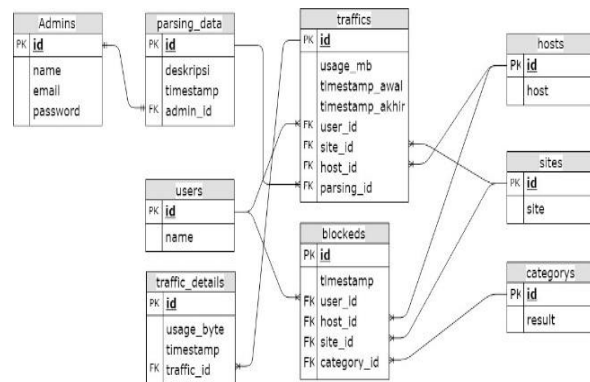 Admins
PK id
name
email
password
parsing_data
PK id
deskripsi
timestamp
FK admin_id
traffics
PK id
usage_mb
timestamp_awal
timestamp_akhir
FK user_id
FK site_id
FK host_id
FK parsing_id
hosts
PK id
host
users
PK id
name
sites
PK id
site
blockeds
PK id
timestamp
FK user_id
FK host_id
FK site_id
FK category_id
traffic_details
PK id
usage_byte
timestamp
FK traffic_id
categorys
PK id
result